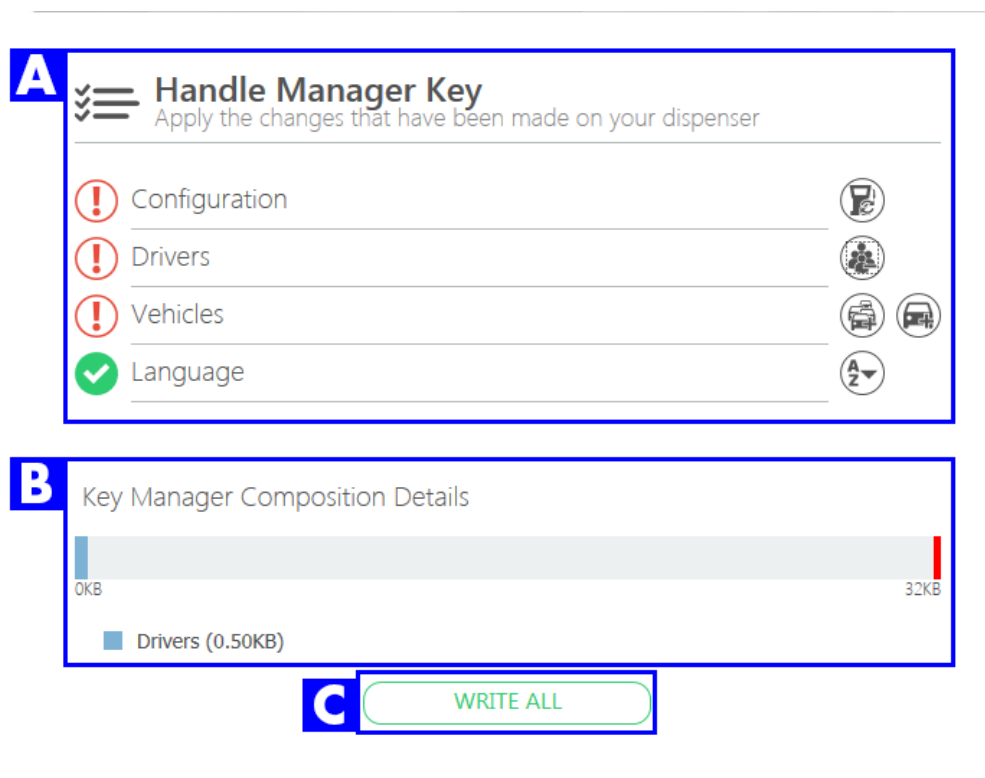 A
Handle Manager Key
Apply the changes that have been made on your dispenser
Configuration
Drivers
Vehicles
Language
A
Z
B
Key Manager Composition Details
0KB 32KB
Drivers (0.50KB)
C
WRITE ALL